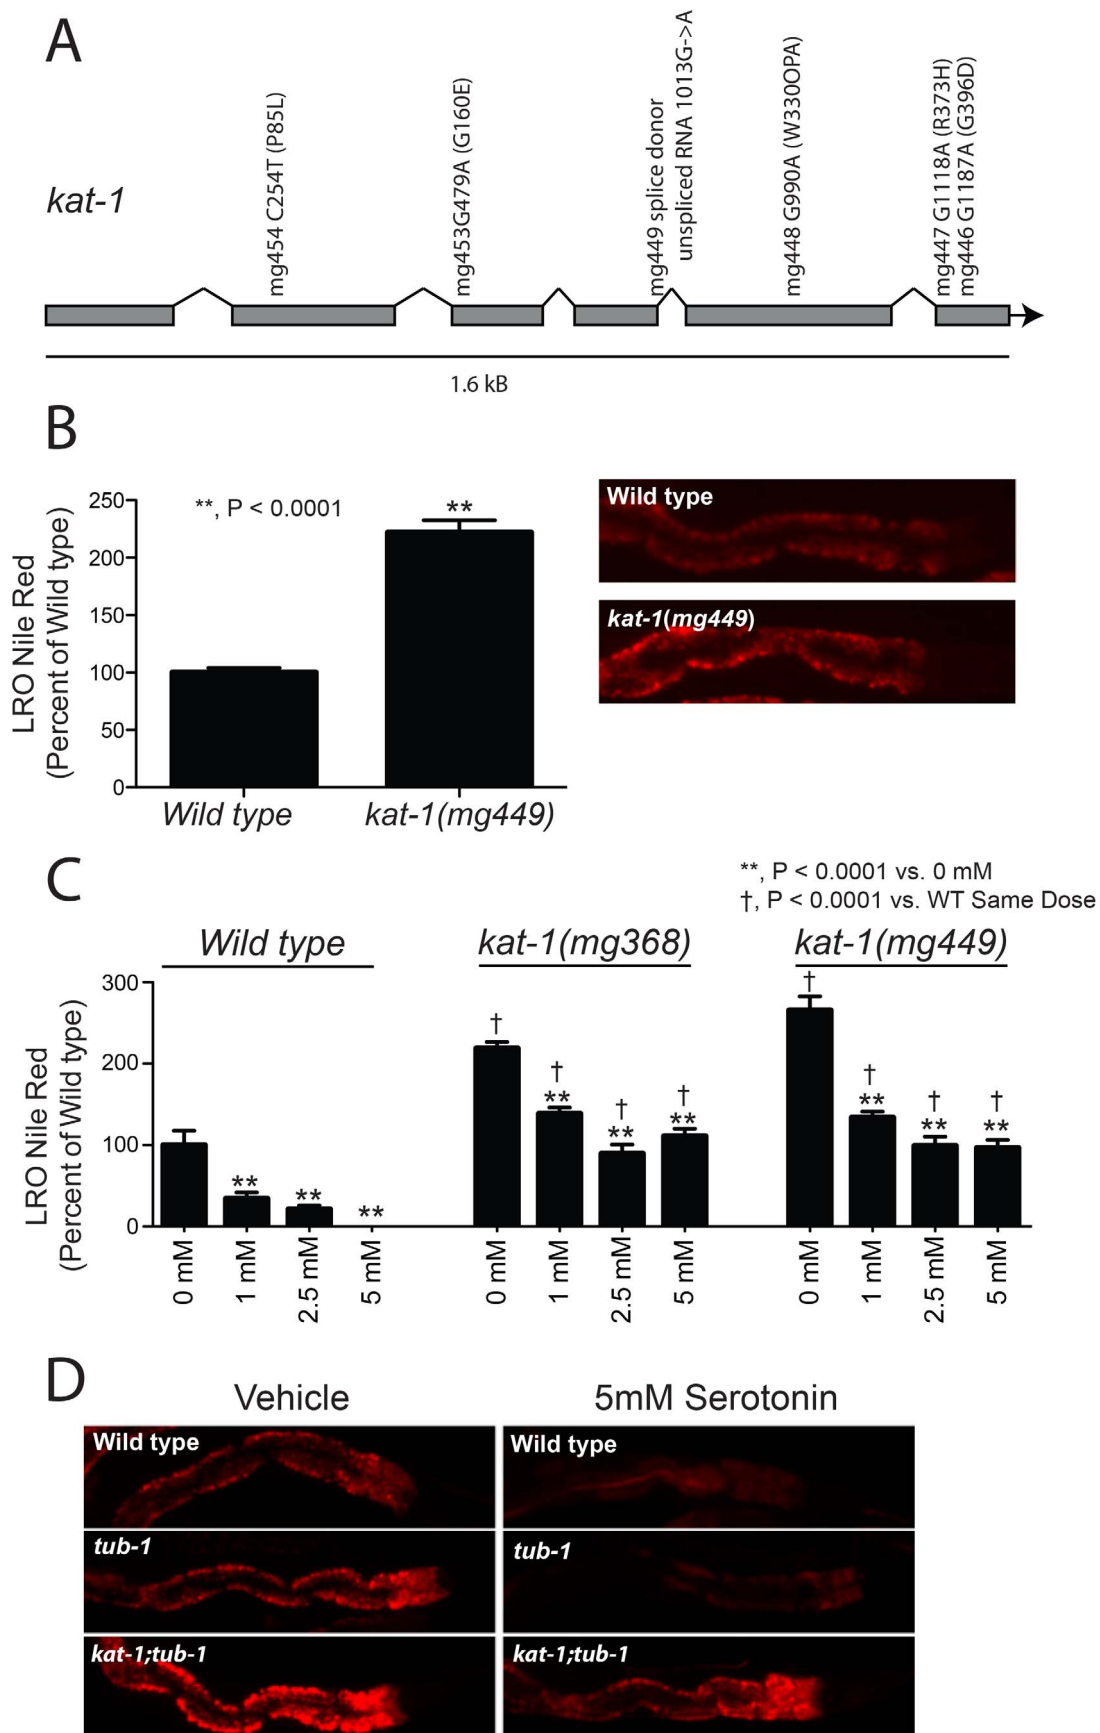 A
kat-1
mg454 C254T (P85L)
mg453G479A (G160E)
mg449 splice donor
unspliced RNA 1013G->A
mg448 G990A (W330OPA)
mg447 G1118A (R373H)
mg446 G1187A (G396D)
1.6 kB
B
LRO Nile Red
(Percent of Wild type)
250
200
150
100
50
0
**, P < 0.0001
**
Wild type
kat-1(mg449)
Wild type
kat-1(mg449)
C
**, P < 0.0001 vs. 0 mM
†, P < 0.0001 vs. WT Same Dose
Wild type
kat-1(mg368)
kat-1(mg449)
LRO Nile Red
(Percent of Wild type)
300
200
100
0
**
**
**
†
†
**
†
**
†
**
†
†
**
†
**
†
**
0 mM
1 mM
2.5 mM
5 mM
0 mM
1 mM
2.5 mM
5 mM
0 mM
1 mM
2.5 mM
5 mM
D
Vehicle
5mM Serotonin
Wild type
Wild type
tub-1
tub-1
kat-1;tub-1
kat-1;tub-1